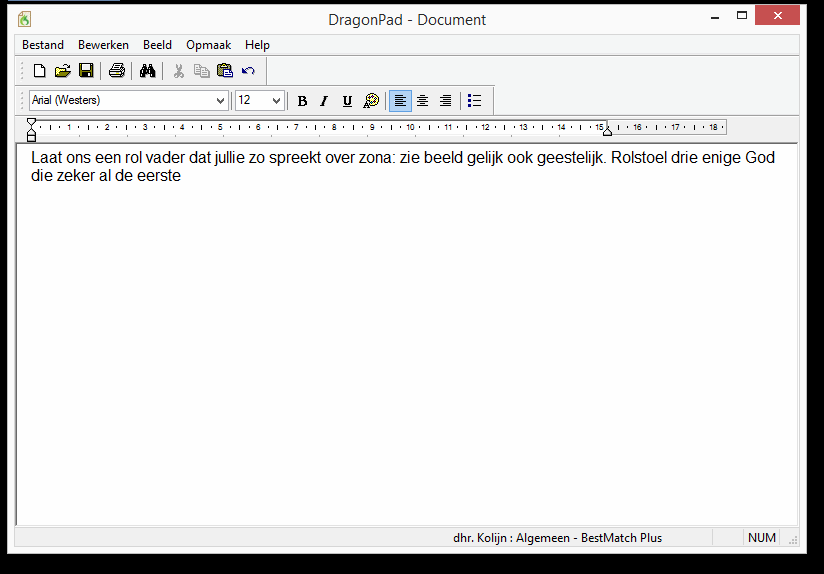 DragonPad - Document
Bestand Bewerken Beeld Opmaak Help
Arial (Westers) 12 B I U
1 2 3 4 5 6 7 8 9 10 11 12 13 14 15 16 17 18
Laat ons een rol vader dat jullie zo spreekt over zona: zie beeld gelijk ook geestelijk. Rolstoel drie enige God
die zeker al de eerste
dhr. Kolijn : Algemeen - BestMatch Plus NUM